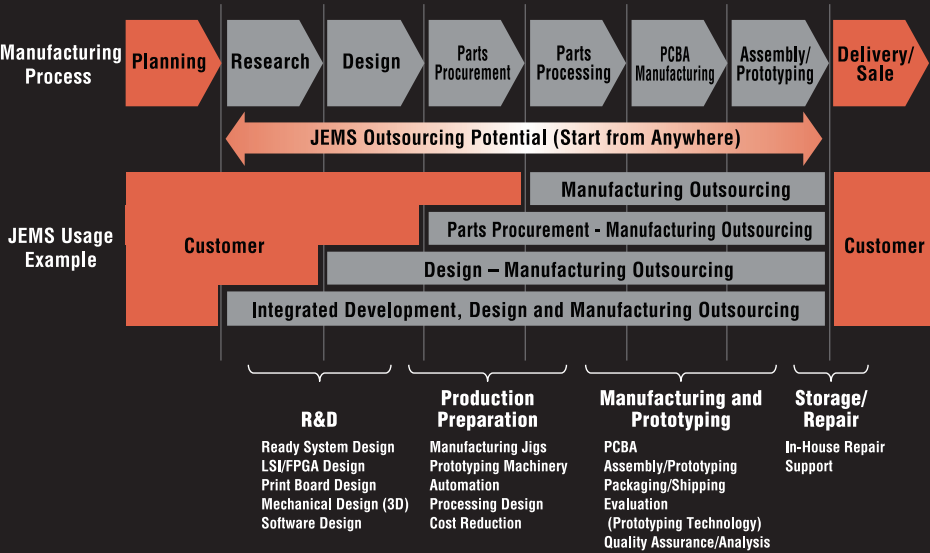 Manufacturing
Process
Planning
Research
Design
Parts
Procurement
Parts
Processing
PCBA
Manufacturing
Assembly/
Prototyping
Delivery/
Sale
JEMS Outsourcing Potential (Start from Anywhere)
JEMS Usage
Example
Customer
Manufacturing Outsourcing
Parts Procurement - Manufacturing Outsourcing
Design – Manufacturing Outsourcing
Integrated Development, Design and Manufacturing Outsourcing
Customer
R&D
Ready System Design
LSI/FPGA Design
Print Board Design
Mechanical Design (3D)
Software Design
Production
Preparation
Manufacturing Jigs
Prototyping Machinery
Automation
Processing Design
Cost Reduction
Manufacturing and
Prototyping
PCBA
Assembly/Prototyping
Packaging/Shipping
Evaluation
(Prototyping Technology)
Quality Assurance/Analysis
Storage/
Repair
In-House Repair
Support